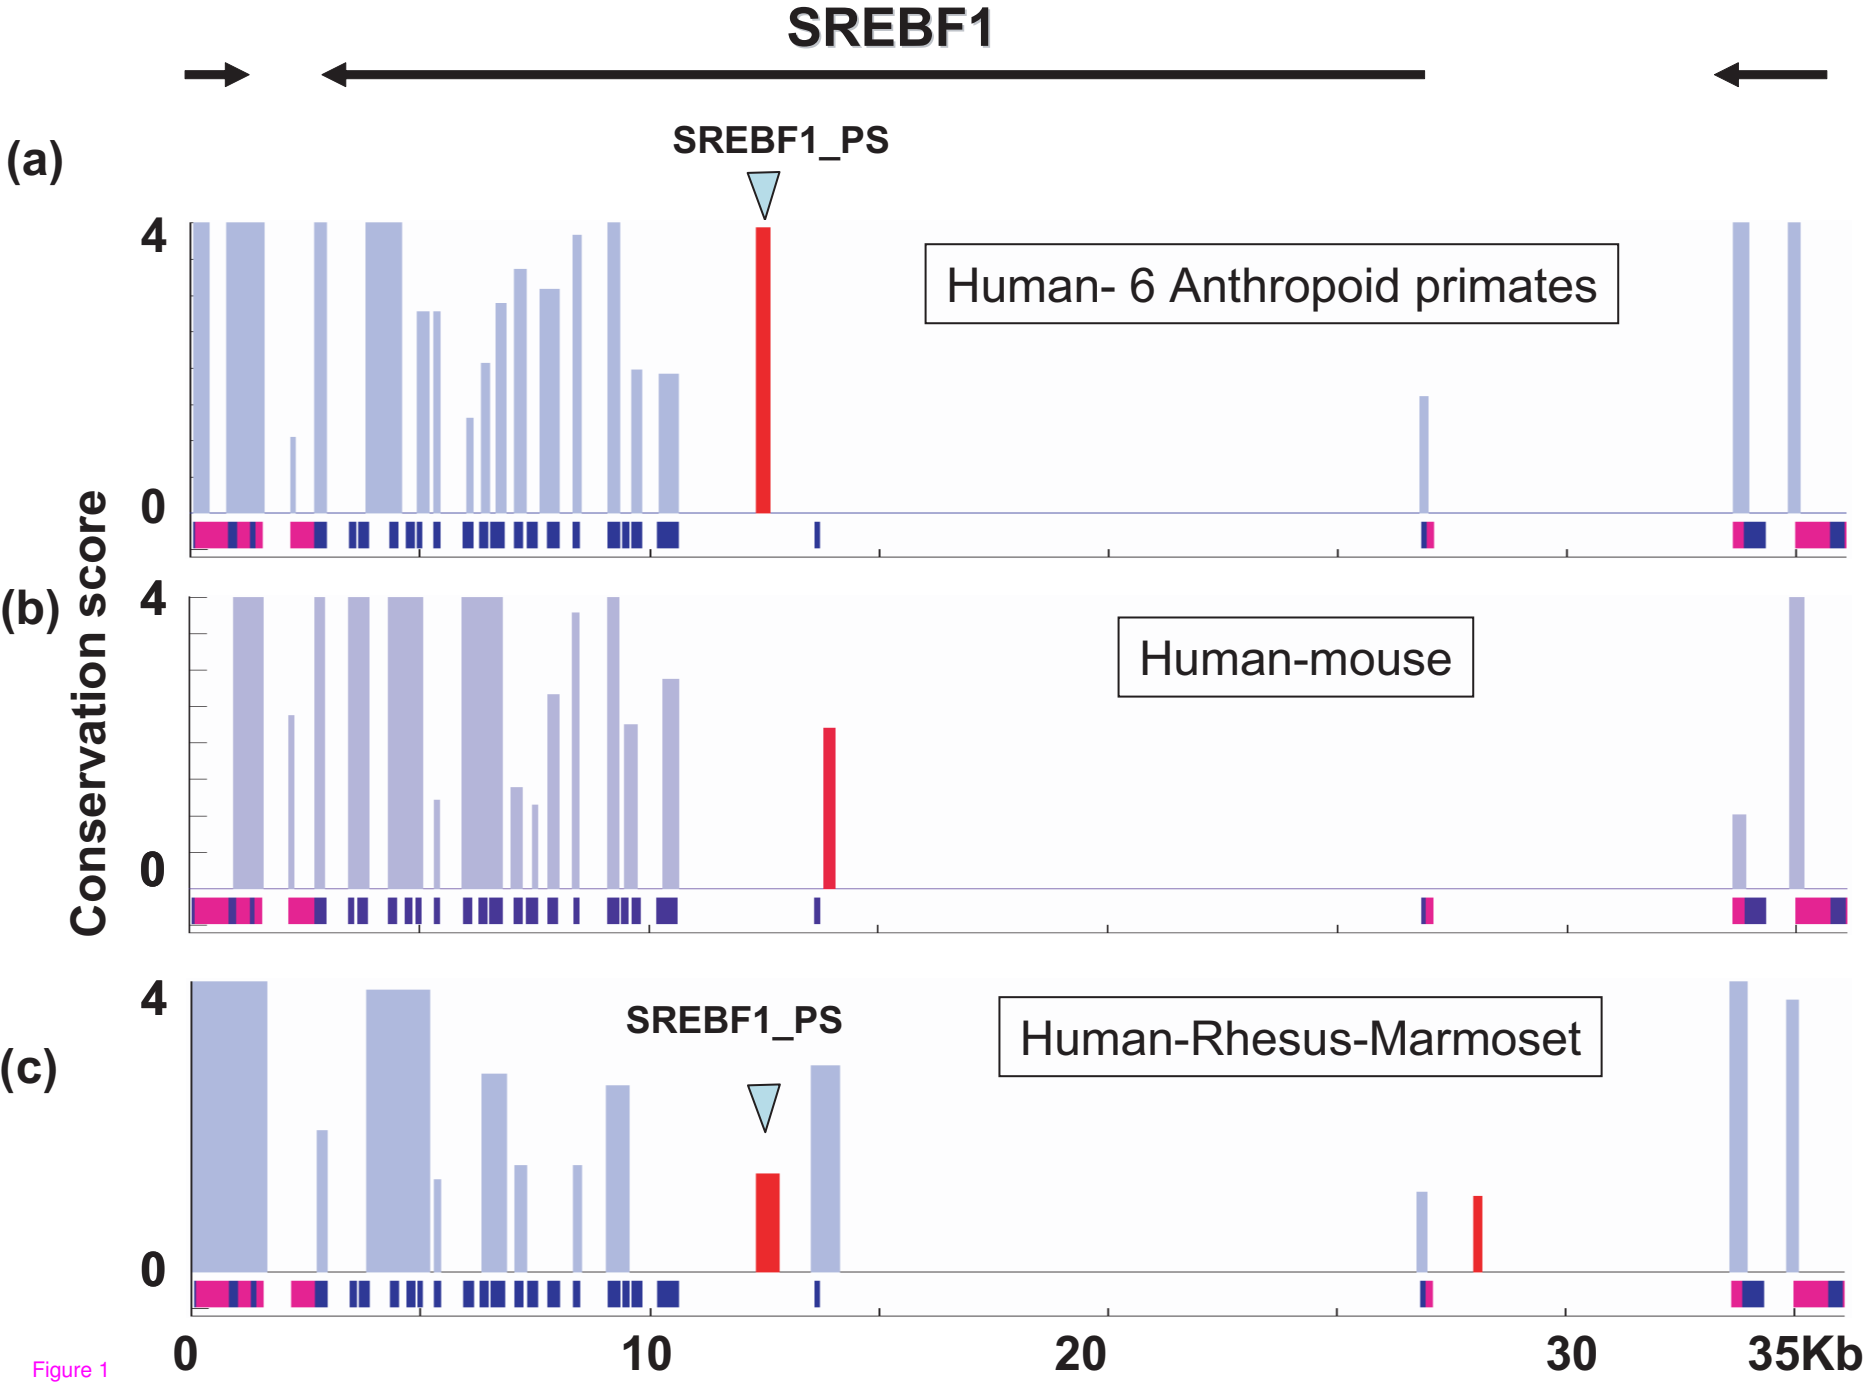 SREBF1
SREBF1_PS
(a)
4
Human- 6 Anthropoid primates
0
(b)
4
Human-mouse
Conservation score
0
4
SREBF1_PS
Human-Rhesus-Marmoset
(c)
0
0 10 20 30 35Kb
Figure 1